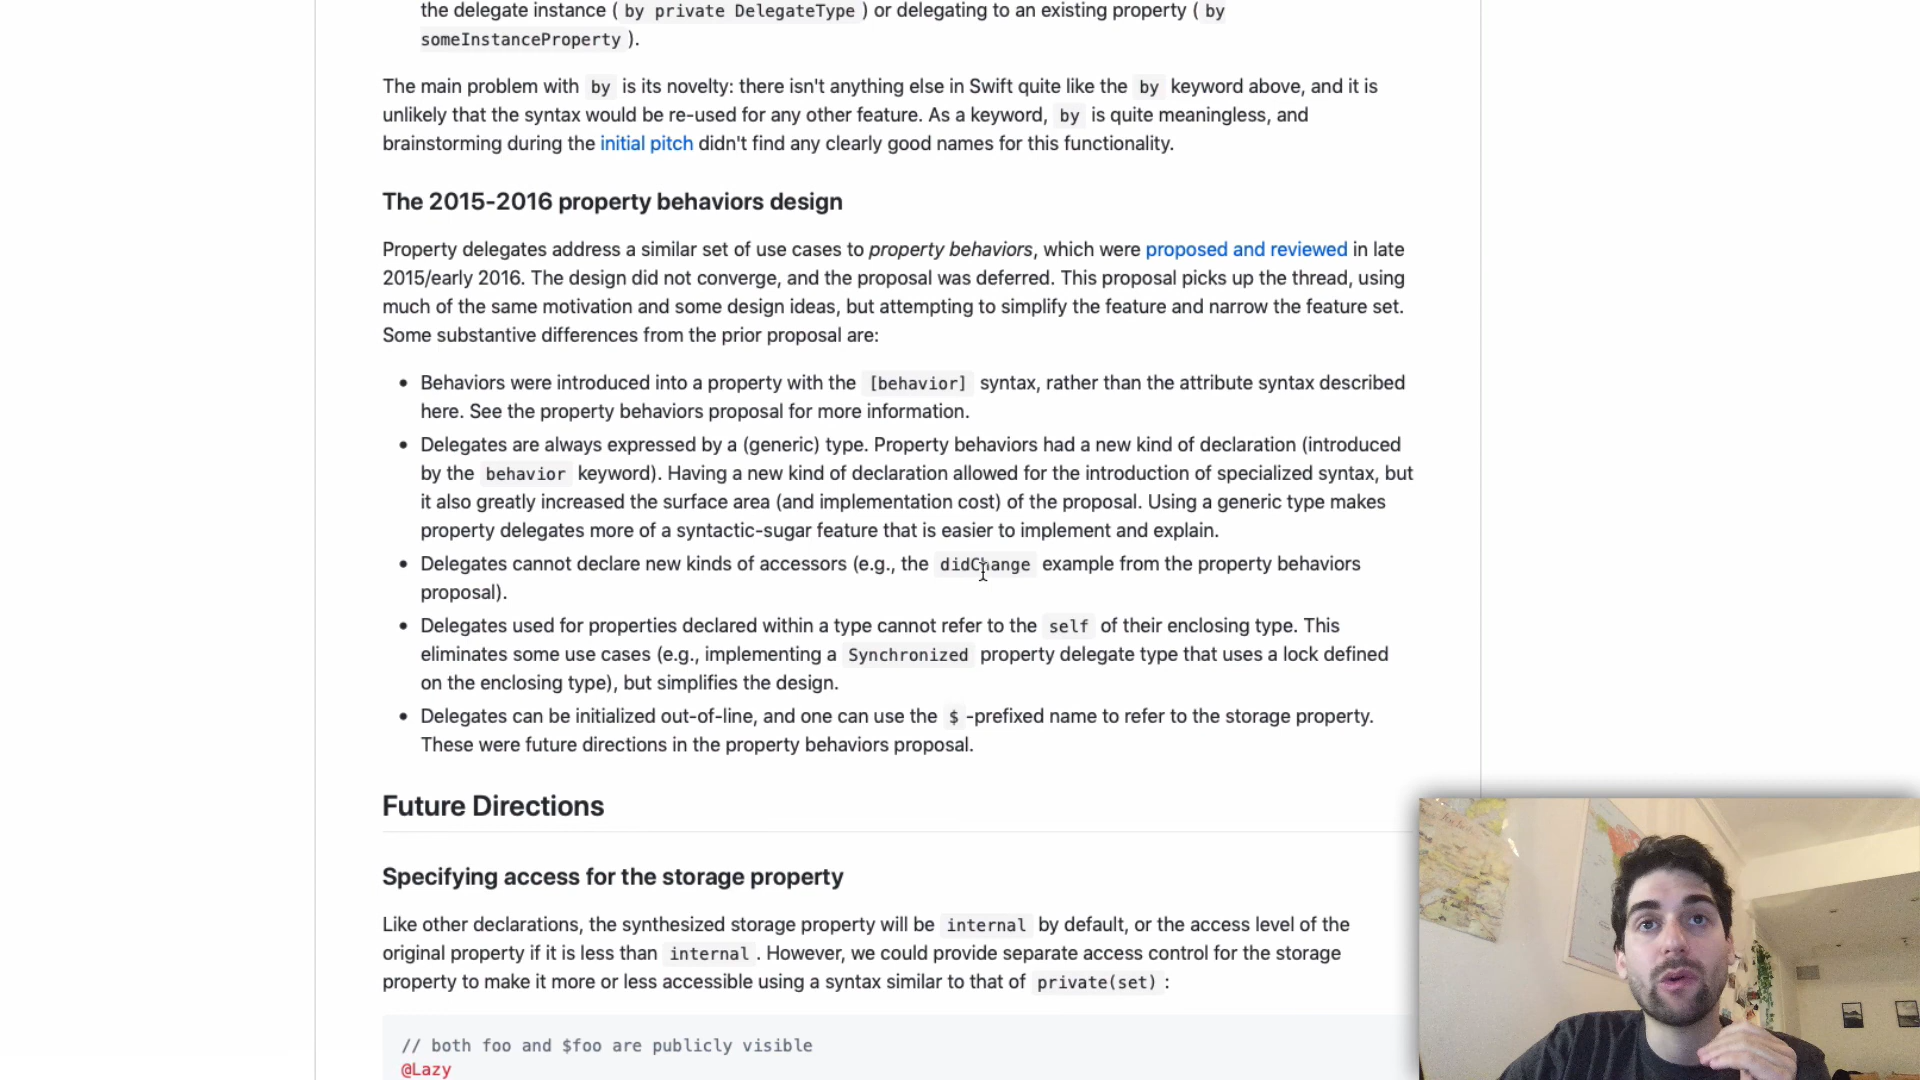 the delegate instance ( by private DelegateType ) or delegating to an existing property ( by
someInstanceProperty ).
The main problem with by is its novelty: there isn't anything else in Swift quite like the by keyword above, and it is
unlikely that the syntax would be re-used for any other feature. As a keyword, by is quite meaningless, and
brainstorming during the initial pitch didn't find any clearly good names for this functionality.
The 2015-2016 property behaviors design
Property delegates address a similar set of use cases to property behaviors, which were proposed and reviewed in late
2015/early 2016. The design did not converge, and the proposal was deferred. This proposal picks up the thread, using
much of the same motivation and some design ideas, but attempting to simplify the feature and narrow the feature set.
Some substantive differences from the prior proposal are:
• Behaviors were introduced into a property with the [behavior] syntax, rather than the attribute syntax described
here. See the property behaviors proposal for more information.
• Delegates are always expressed by a (generic) type. Property behaviors had a new kind of declaration (introduced
by the behavior keyword). Having a new kind of declaration allowed for the introduction of specialized syntax, but
it also greatly increased the surface area (and implementation cost) of the proposal. Using a generic type makes
property delegates more of a syntactic-sugar feature that is easier to implement and explain.
• Delegates cannot declare new kinds of accessors (e.g., the didChange example from the property behaviors
proposal).
• Delegates used for properties declared within a type cannot refer to the self of their enclosing type. This
eliminates some use cases (e.g., implementing a Synchronized property delegate type that uses a lock defined
on the enclosing type), but simplifies the design.
• Delegates can be initialized out-of-line, and one can use the $ -prefixed name to refer to the storage property.
These were future directions in the property behaviors proposal.
Future Directions
Specifying access for the storage property
Like other declarations, the synthesized storage property will be internal by default, or the access level of the
original property if it is less than internal . However, we could provide separate access control for the storage
property to make it more or less accessible using a syntax similar to that of private(set) :
// both foo and $foo are publicly visible
@Lazy